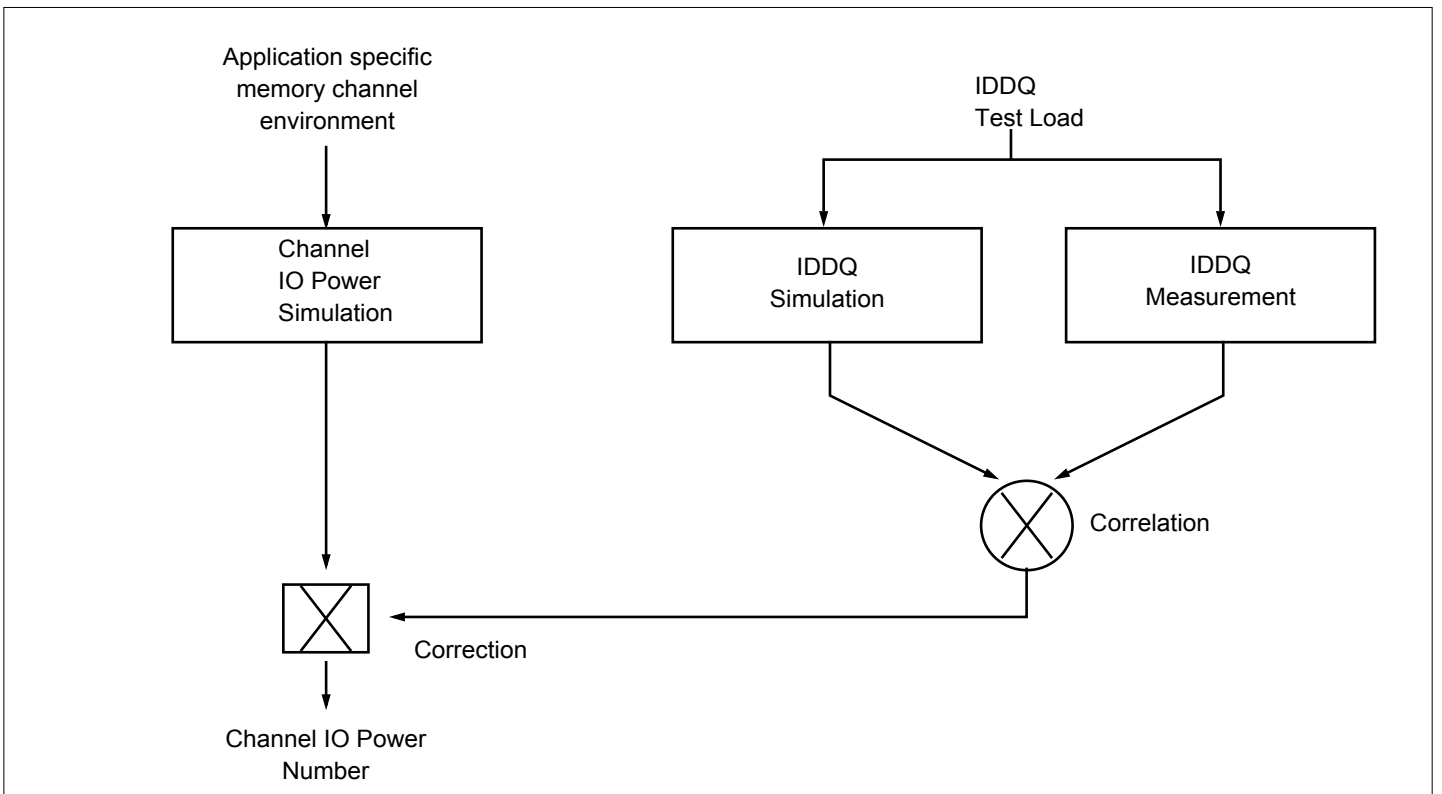 Application specific
memory channel
environment
IDDQ
Test Load
Channel
IO Power
Simulation
IDDQ
Simulation
IDDQ
Measurement
Correlation
Correction
Channel IO Power
Number